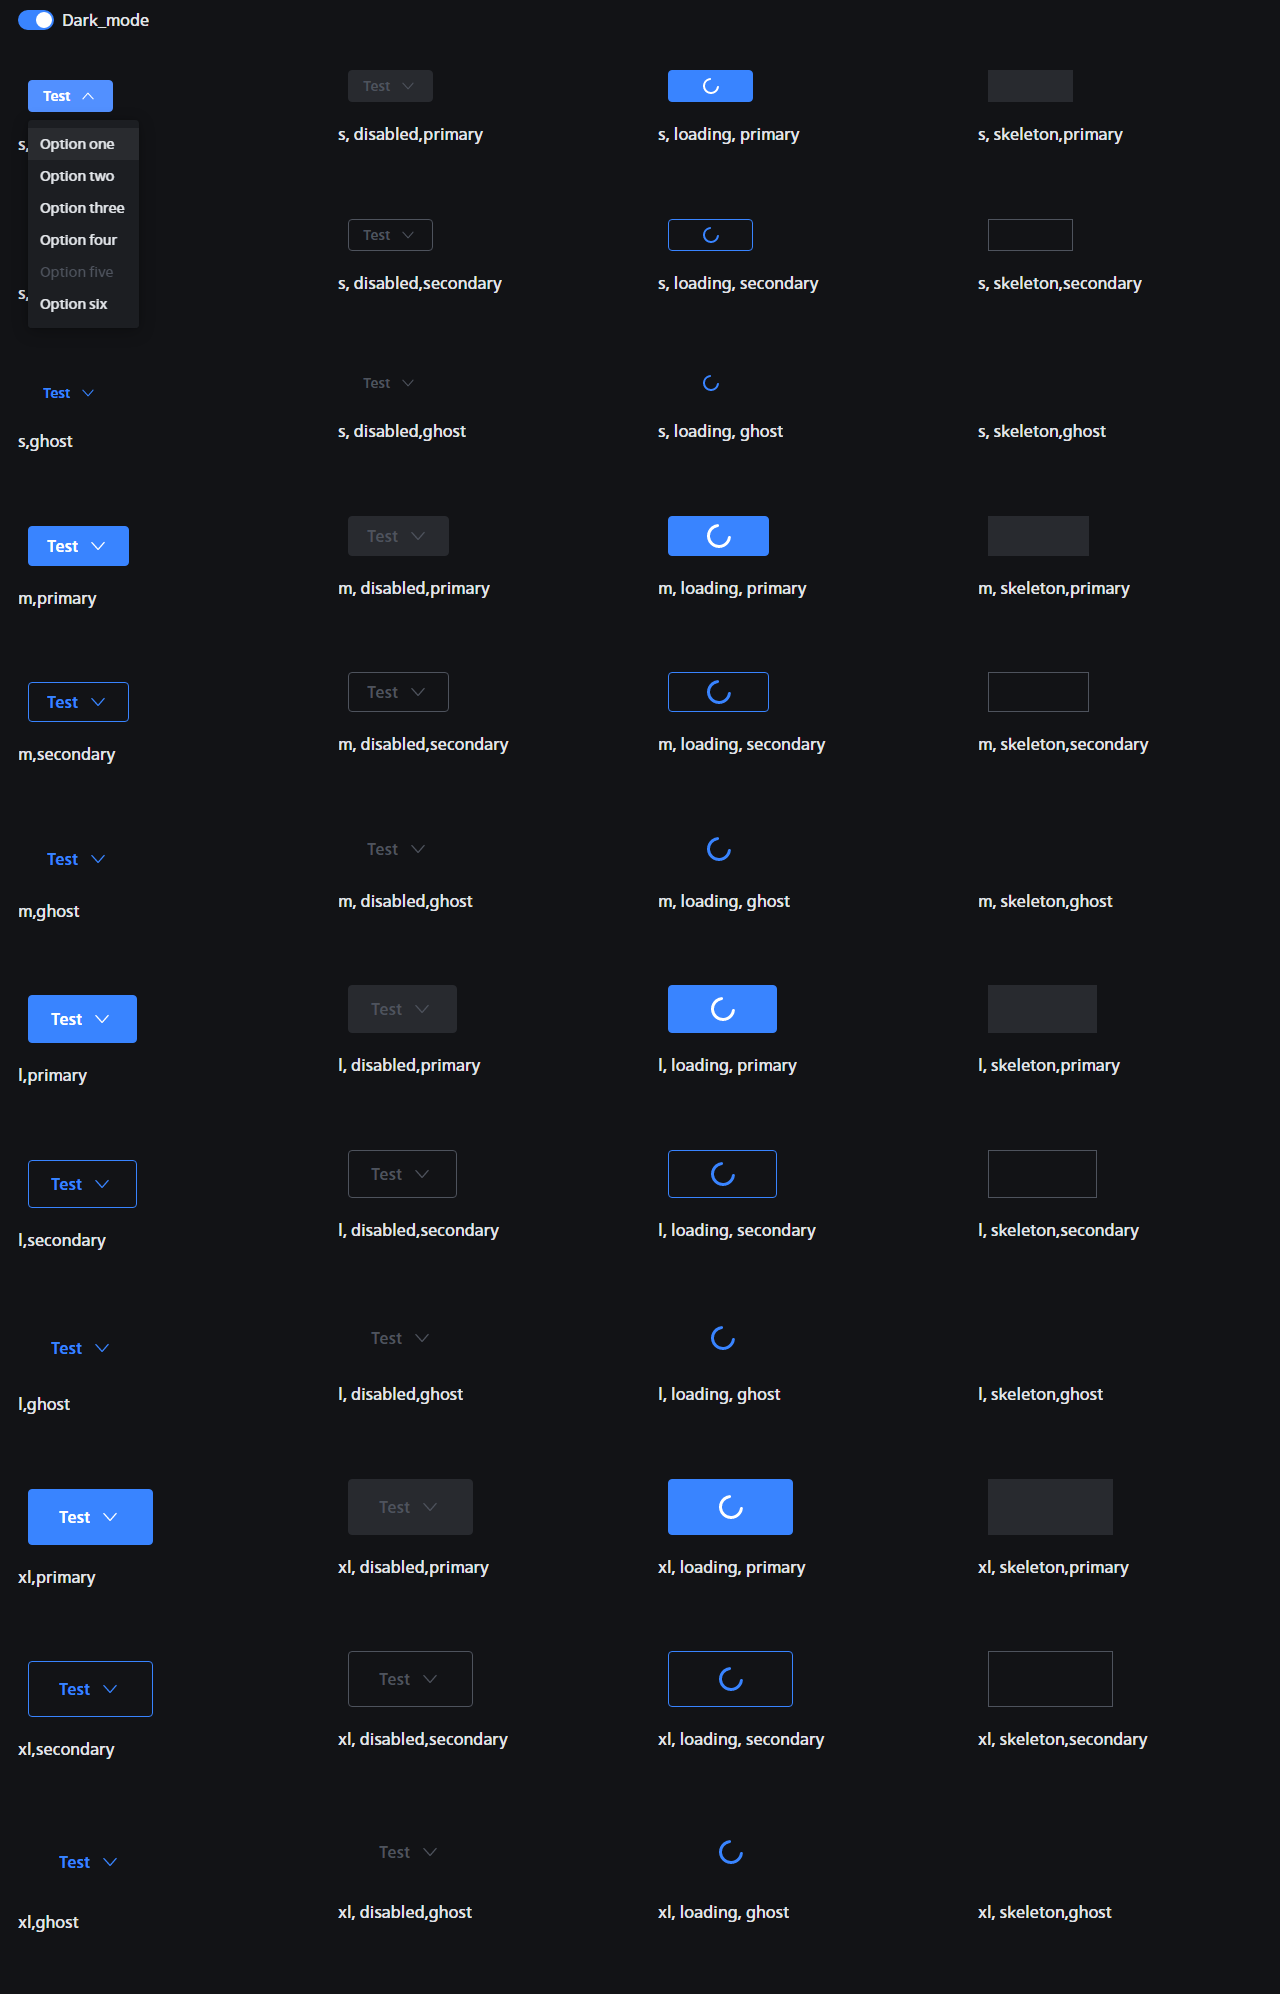 Dark_mode
Test
Test
s, disabled,primary
s, loading, primary
s, skeleton,primary
s,
Option one
Option two
Option three
Option four
Option five
Option six
Test
s, disabled,secondary
s, loading, secondary
s, skeleton,secondary
s,
Test
Test
s,ghost
s, disabled,ghost
s, loading, ghost
s, skeleton,ghost
Test
Test
m,primary
m, disabled,primary
m, loading, primary
m, skeleton,primary
Test
Test
m,secondary
m, disabled,secondary
m, loading, secondary
m, skeleton,secondary
Test
Test
m,ghost
m, disabled,ghost
m, loading, ghost
m, skeleton,ghost
Test
Test
l,primary
l, disabled,primary
l, loading, primary
l, skeleton,primary
Test
Test
l,secondary
l, disabled,secondary
l, loading, secondary
l, skeleton,secondary
Test
Test
l,ghost
l, disabled,ghost
l, loading, ghost
l, skeleton,ghost
Test
Test
xl,primary
xl, disabled,primary
xl, loading, primary
xl, skeleton,primary
Test
Test
xl,secondary
xl, disabled,secondary
xl, loading, secondary
xl, skeleton,secondary
Test
Test
xl,ghost
xl, disabled,ghost
xl, loading, ghost
xl, skeleton,ghost